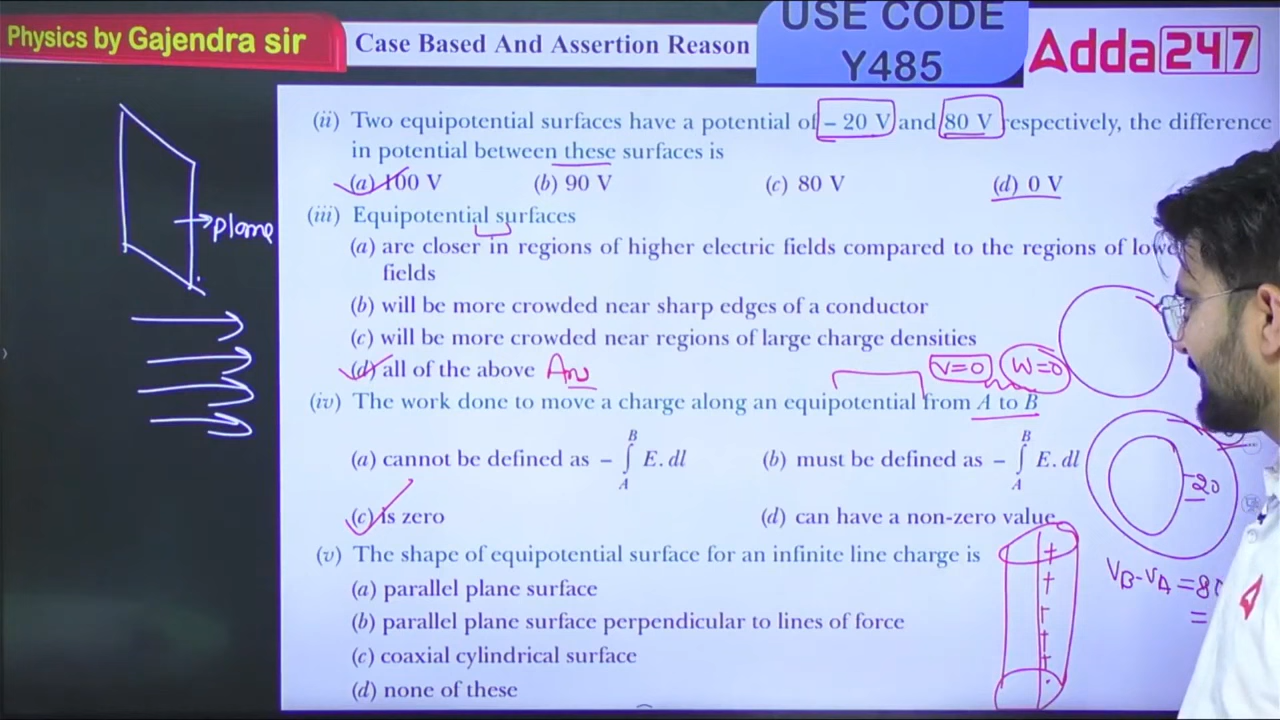 Physics by Gajendra sir
Case Based And Assertion Reason
USE CODE
Y485
Adda247
(ii) Two equipotential surfaces have a potential of – 20 V and 80 V respectively, the difference
in potential between these surfaces is
(a) 100 V (b) 90 V (c) 80 V (d) 0 V
(iii) Equipotential surfaces
(a) are closer in regions of higher electric fields compared to the regions of
fields
(b) will be more crowded near sharp edges of a conductor
(c) will be more crowded near regions of large charge densities
(d) all of the above Ans
V=0 W=0
(iv) The work done to move a charge along an equipotential from A to B
(a) cannot be defined as – ∫_A^B E. dl (b) must be defined as – ∫_A^B E. dl
(c) is zero (d) can have a non-zero value
(v) The shape of equipotential surface for an infinite line charge is
(a) parallel plane surface
(b) parallel plane surface perpendicular to lines of force
(c) coaxial cylindrical surface
(d) none of these
plane
-20
V_B-V_A =
=
+
+
+
+